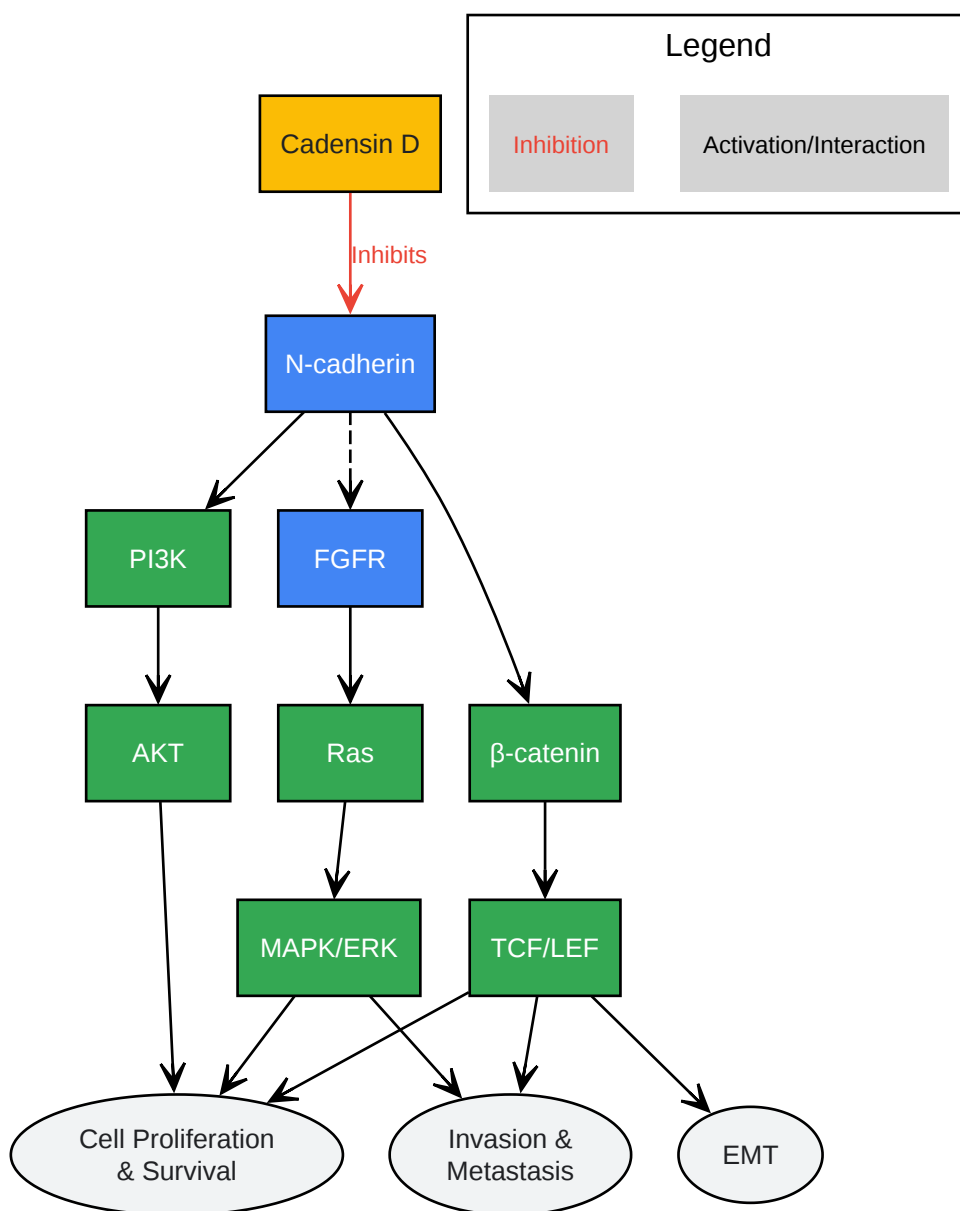 Legend
Inhibition
Activation/Interaction
Cadensin D
Inhibits
N-cadherin
PI3K
FGFR
AKT
Ras
β-catenin
MAPK/ERK
TCF/LEF
Cell Proliferation
& Survival
Invasion &
Metastasis
EMT